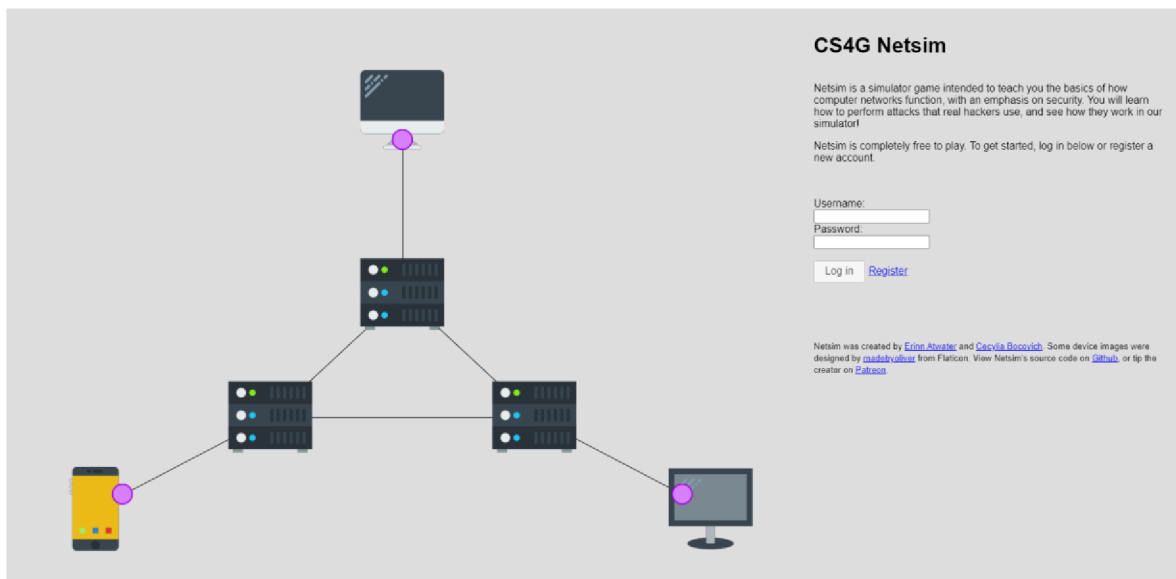 CS4G Netsim
Netsim is a simulator game intended to teach you the basics of how
computer networks function, with an emphasis on security. You will learn
how to perform attacks that real hackers use, and see how they work in our
simulator!
Netsim is completely free to play. To get started, log in below or register a
new account.
Username:
Password:
Log in Register
Netsim was created by Erinn Atwater and Cecylia Bocovich. Some device images were
designed by madebyoliver from Flaticon. View Netsim's source code on Github, or tip the
creator on Patreon.